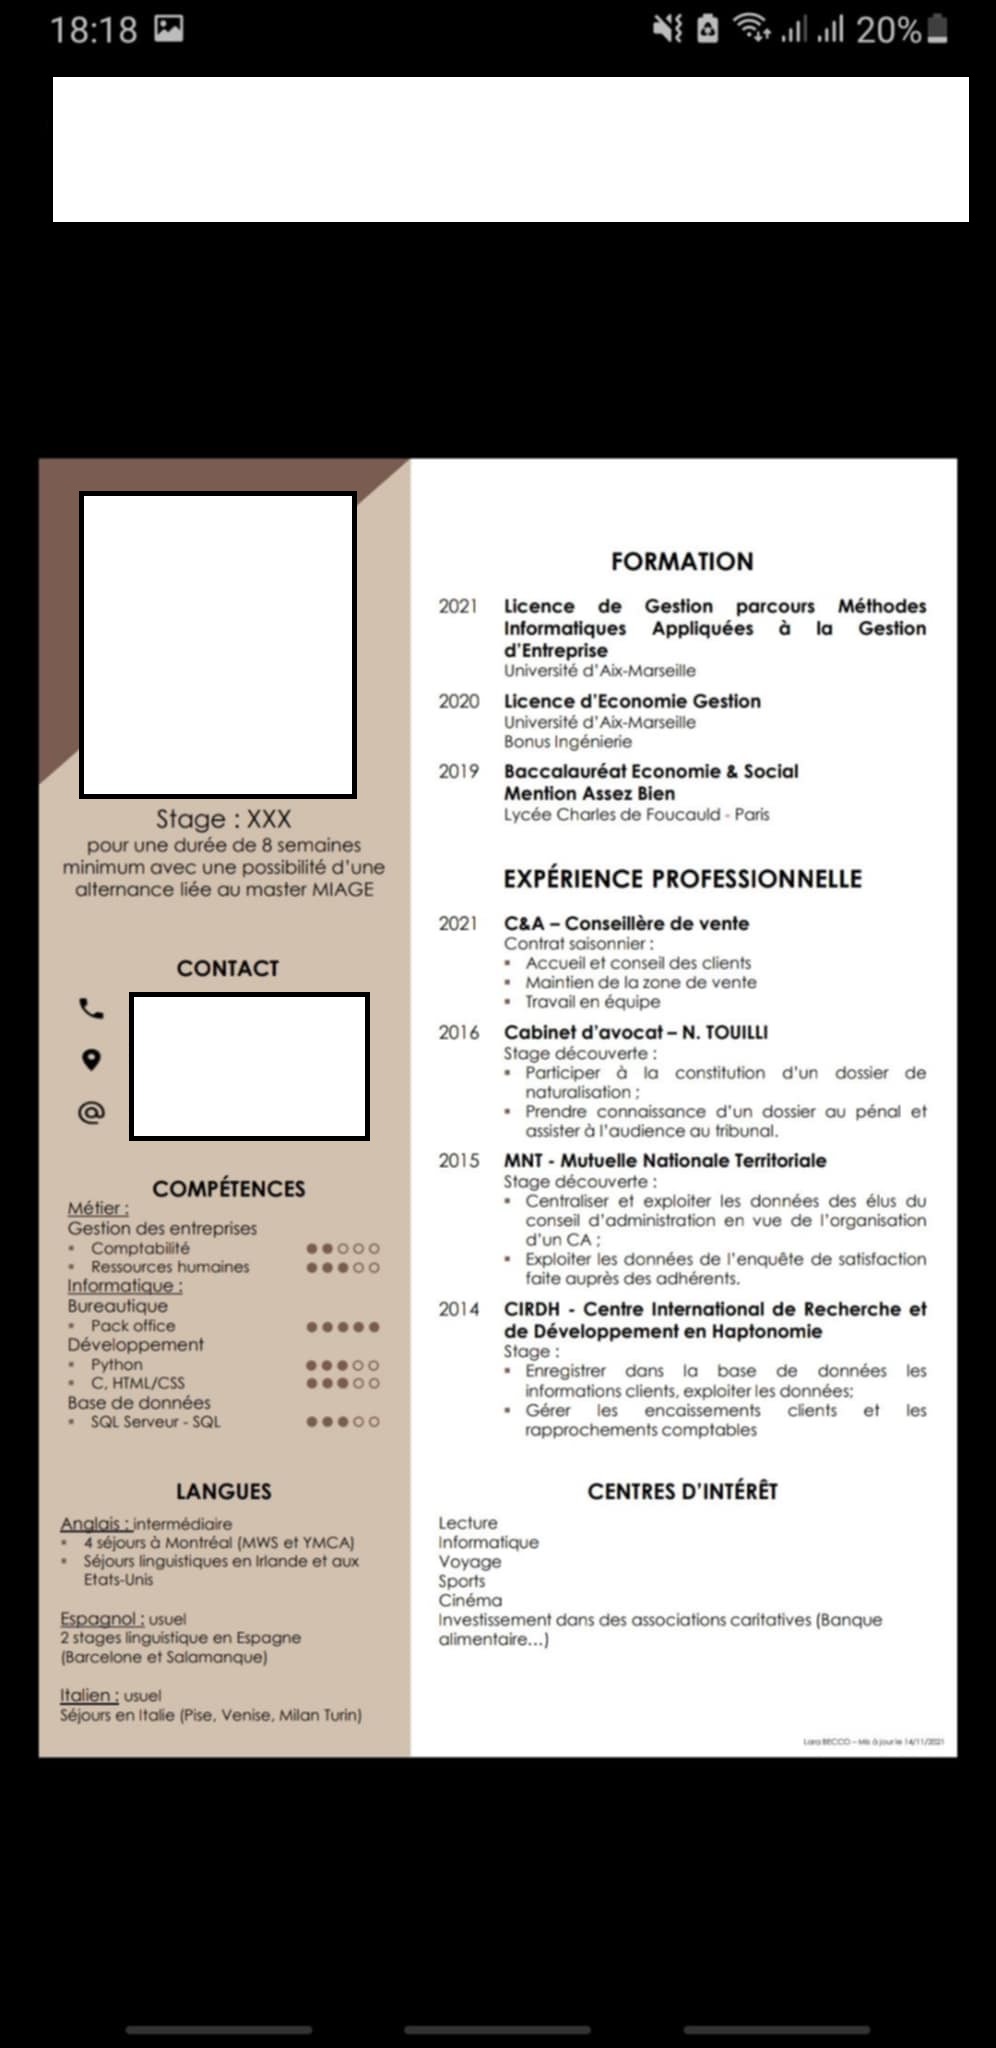 18:18
20%
Stage : XXX
pour une durée de 8 semaines
minimum avec une possibilité d'une
alternance liée au master MIAGE
CONTACT
COMPÉTENCES
Métier :
Gestion des entreprises
▪ Comptabilité
▪ Ressources humaines
Informatique :
Bureautique
▪ Pack office
Développement
▪ Python
▪ C, HTML/CSS
Base de données
▪ SQL Serveur - SQL
LANGUES
Anglais : intermédiaire
▪ 4 séjours à Montréal (MWS et YMCA)
▪ Séjours linguistiques en Irlande et aux
Etats-Unis
Espagnol : usuel
2 stages linguistique en Espagne
(Barcelone et Salamanque)
Italien : usuel
Séjours en Italie (Pise, Venise, Milan Turin)
FORMATION
2021 Licence de Gestion parcours Méthodes
Informatiques Appliquées à la Gestion
d'Entreprise
Université d'Aix-Marseille
2020 Licence d'Economie Gestion
Université d'Aix-Marseille
Bonus Ingénierie
2019 Baccalauréat Economie & Social
Mention Assez Bien
Lycée Charles de Foucauld - Paris
EXPÉRIENCE PROFESSIONNELLE
2021 C&A – Conseillère de vente
Contrat saisonnier :
▪ Accueil et conseil des clients
▪ Maintien de la zone de vente
▪ Travail en équipe
2016 Cabinet d'avocat – N. TOUILLI
Stage découverte :
▪ Participer à la constitution d'un dossier de
naturalisation ;
▪ Prendre connaissance d'un dossier au pénal et
assister à l'audience au tribunal.
2015 MNT - Mutuelle Nationale Territoriale
Stage découverte :
▪ Centraliser et exploiter les données des élus du
conseil d'administration en vue de l'organisation
d'un CA ;
▪ Exploiter les données de l'enquête de satisfaction
faite auprès des adhérents.
2014 CIRDH - Centre International de Recherche et
de Développement en Haptonomie
Stage :
▪ Enregistrer dans la base de données les
informations clients, exploiter les données;
▪ Gérer les encaissements clients et les
rapprochements comptables
CENTRES D'INTÉRÊT
Lecture
Informatique
Voyage
Sports
Cinéma
Investissement dans des associations caritatives (Banque
alimentaire...)
Lara BECCO – Mis à jour le 14/11/2021